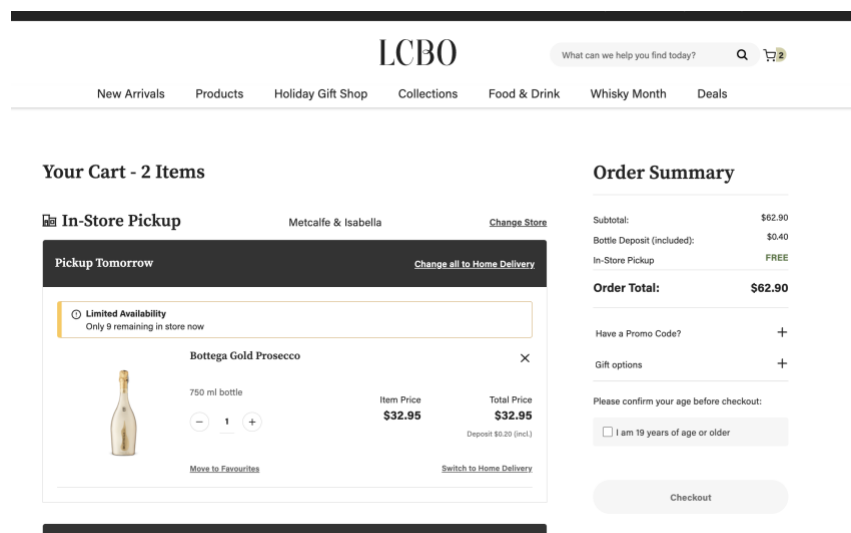 LCBO
What can we help you find today?
2
New Arrivals Products Holiday Gift Shop Collections Food & Drink Whisky Month Deals
Your Cart - 2 Items
In-Store Pickup Metcalfe & Isabella Change Store
Pickup Tomorrow Change all to Home Delivery
Limited Availability
Only 9 remaining in store now
Bottega Gold Prosecco
750 ml bottle
Item Price Total Price
− 1 + $32.95 $32.95
Deposit $0.20 (incl.)
Move to Favourites Switch to Home Delivery
Order Summary
Subtotal: $62.90
Bottle Deposit (included): $0.40
In-Store Pickup FREE
Order Total: $62.90
Have a Promo Code? +
Gift options +
Please confirm your age before checkout:
I am 19 years of age or older
Checkout